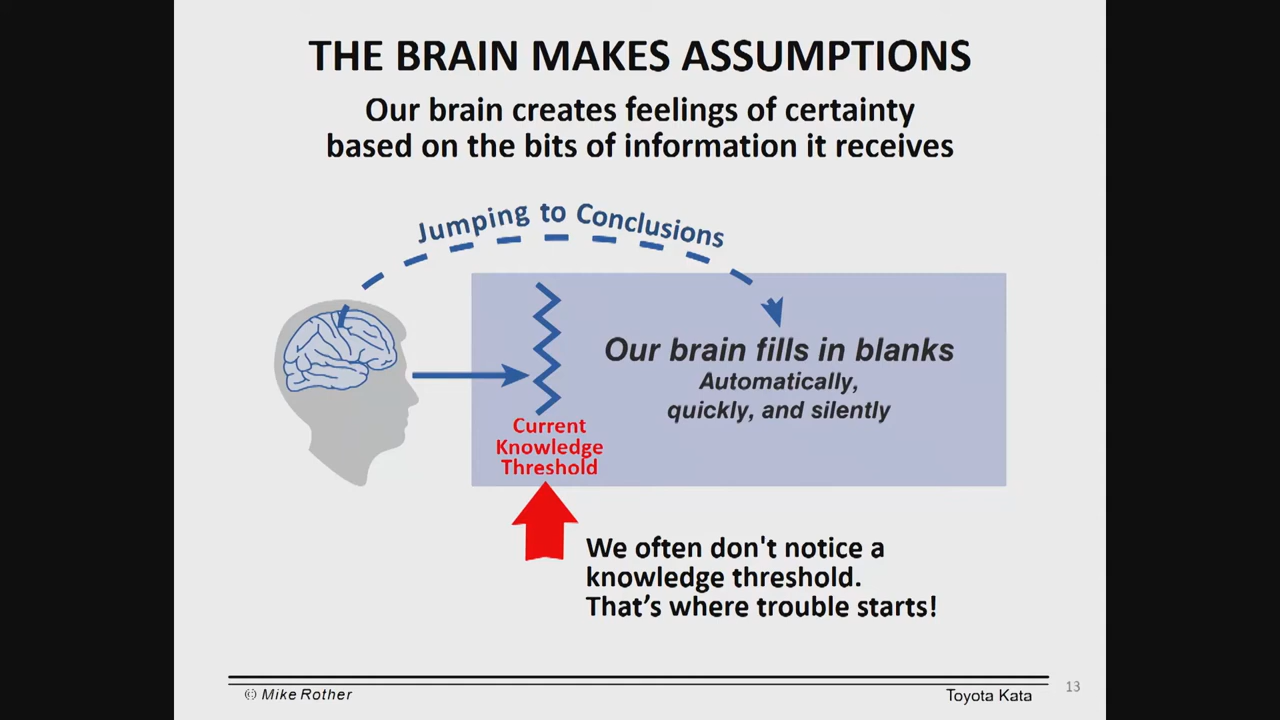 THE BRAIN MAKES ASSUMPTIONS
Our brain creates feelings of certainty
based on the bits of information it receives
Jumping to Conclusions
Our brain fills in blanks
Automatically,
quickly, and silently
Current
Knowledge
Threshold
We often don't notice a
knowledge threshold.
That’s where trouble starts!
© Mike Rother
Toyota Kata
13